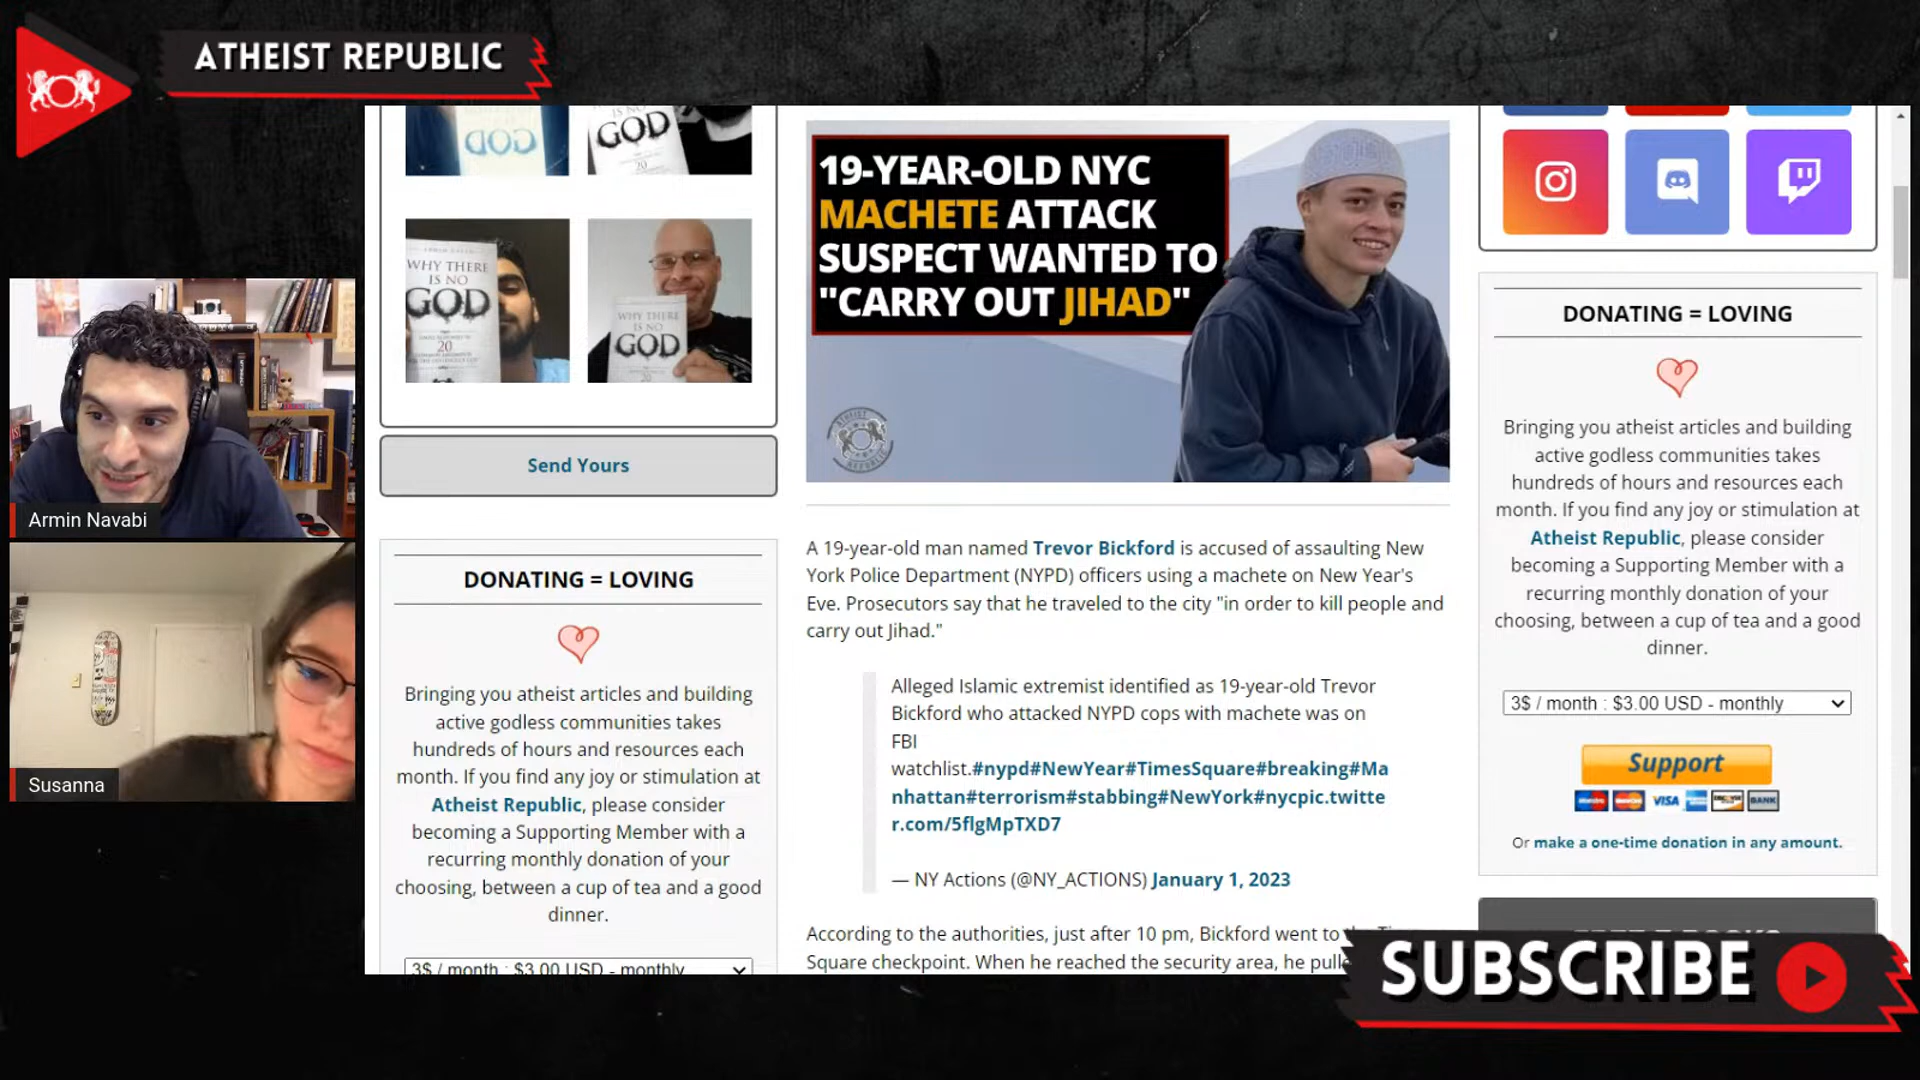 ATHEIST REPUBLIC
Armin Navabi
Susanna
GOD
GOD
20
WHY THERE
IS NO
GOD
20
WHY THERE
IS NO
GOD
20
Send Yours
DONATING = LOVING
Bringing you atheist articles and building
active godless communities takes
hundreds of hours and resources each
month. If you find any joy or stimulation at
Atheist Republic, please consider
becoming a Supporting Member with a
recurring monthly donation of your
choosing, between a cup of tea and a good
dinner.
3$ / month : $3.00 USD - monthly
19-YEAR-OLD NYC
MACHETE ATTACK
SUSPECT WANTED TO
"CARRY OUT JIHAD"
ATHEIST
REPUBLIC
A 19-year-old man named Trevor Bickford is accused of assaulting New
York Police Department (NYPD) officers using a machete on New Year's
Eve. Prosecutors say that he traveled to the city "in order to kill people and
carry out Jihad."
Alleged Islamic extremist identified as 19-year-old Trevor
Bickford who attacked NYPD cops with machete was on
FBI
watchlist.#nypd#NewYear#TimesSquare#breaking#Ma
nhattan#terrorism#stabbing#NewYork#nycpic.twitte
r.com/5flgMpTXD7
— NY Actions (@NY_ACTIONS) January 1, 2023
According to the authorities, just after 10 pm, Bickford went to
Square checkpoint. When he reached the security area, he
DONATING = LOVING
Bringing you atheist articles and building
active godless communities takes
hundreds of hours and resources each
month. If you find any joy or stimulation at
Atheist Republic, please consider
becoming a Supporting Member with a
recurring monthly donation of your
choosing, between a cup of tea and a good
dinner.
3$ / month : $3.00 USD - monthly
Support
VISA
BANK
Or make a one-time donation in any amount.
SUBSCRIBE